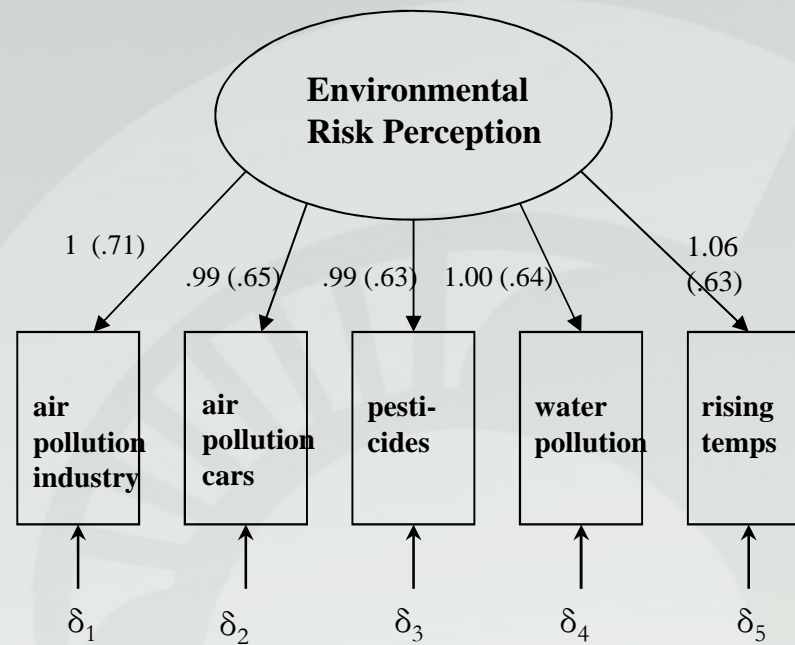 Environmental
Risk Perception
1 (.71)
.99 (.65)
.99 (.63)
1.00 (.64)
1.06
(.63)
air
pollution
industry
air
pollution
cars
pesti-
cides
water
pollution
rising
temps
δ1
δ2
δ3
δ4
δ5